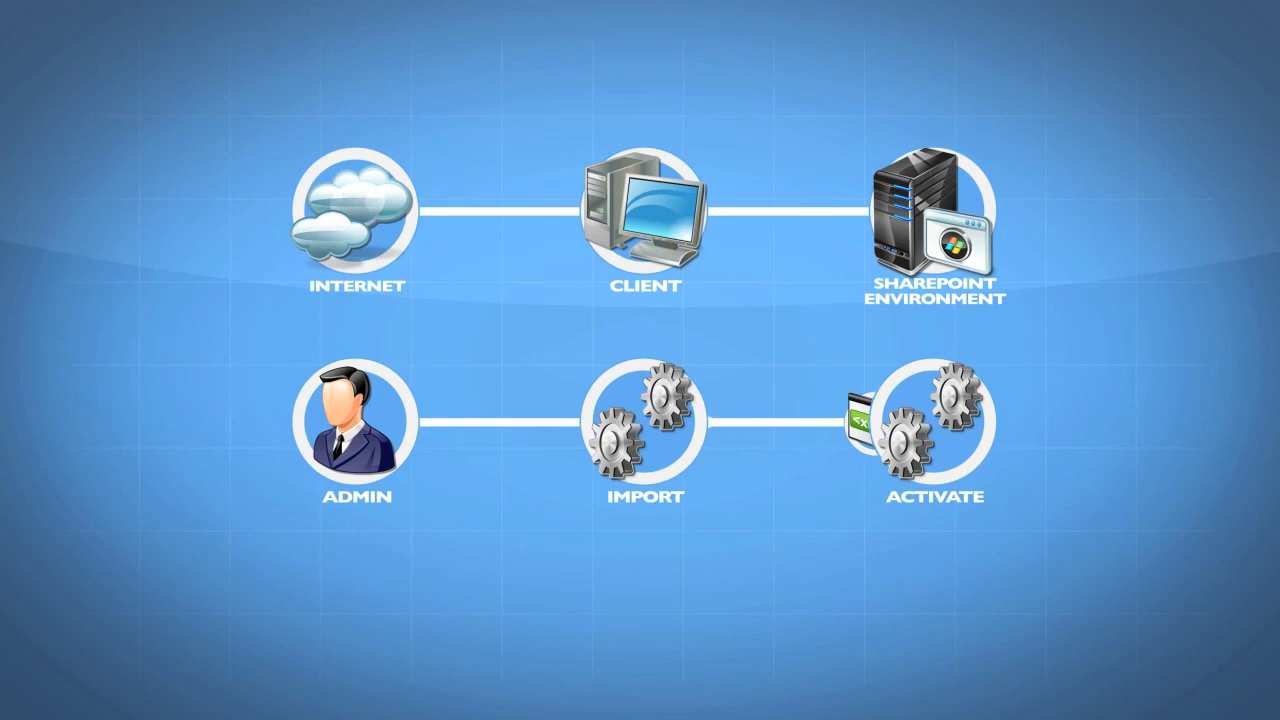 INTERNET
CLIENT
SHAREPOINT
ENVIRONMENT
ADMIN
IMPORT
<x
ACTIVATE